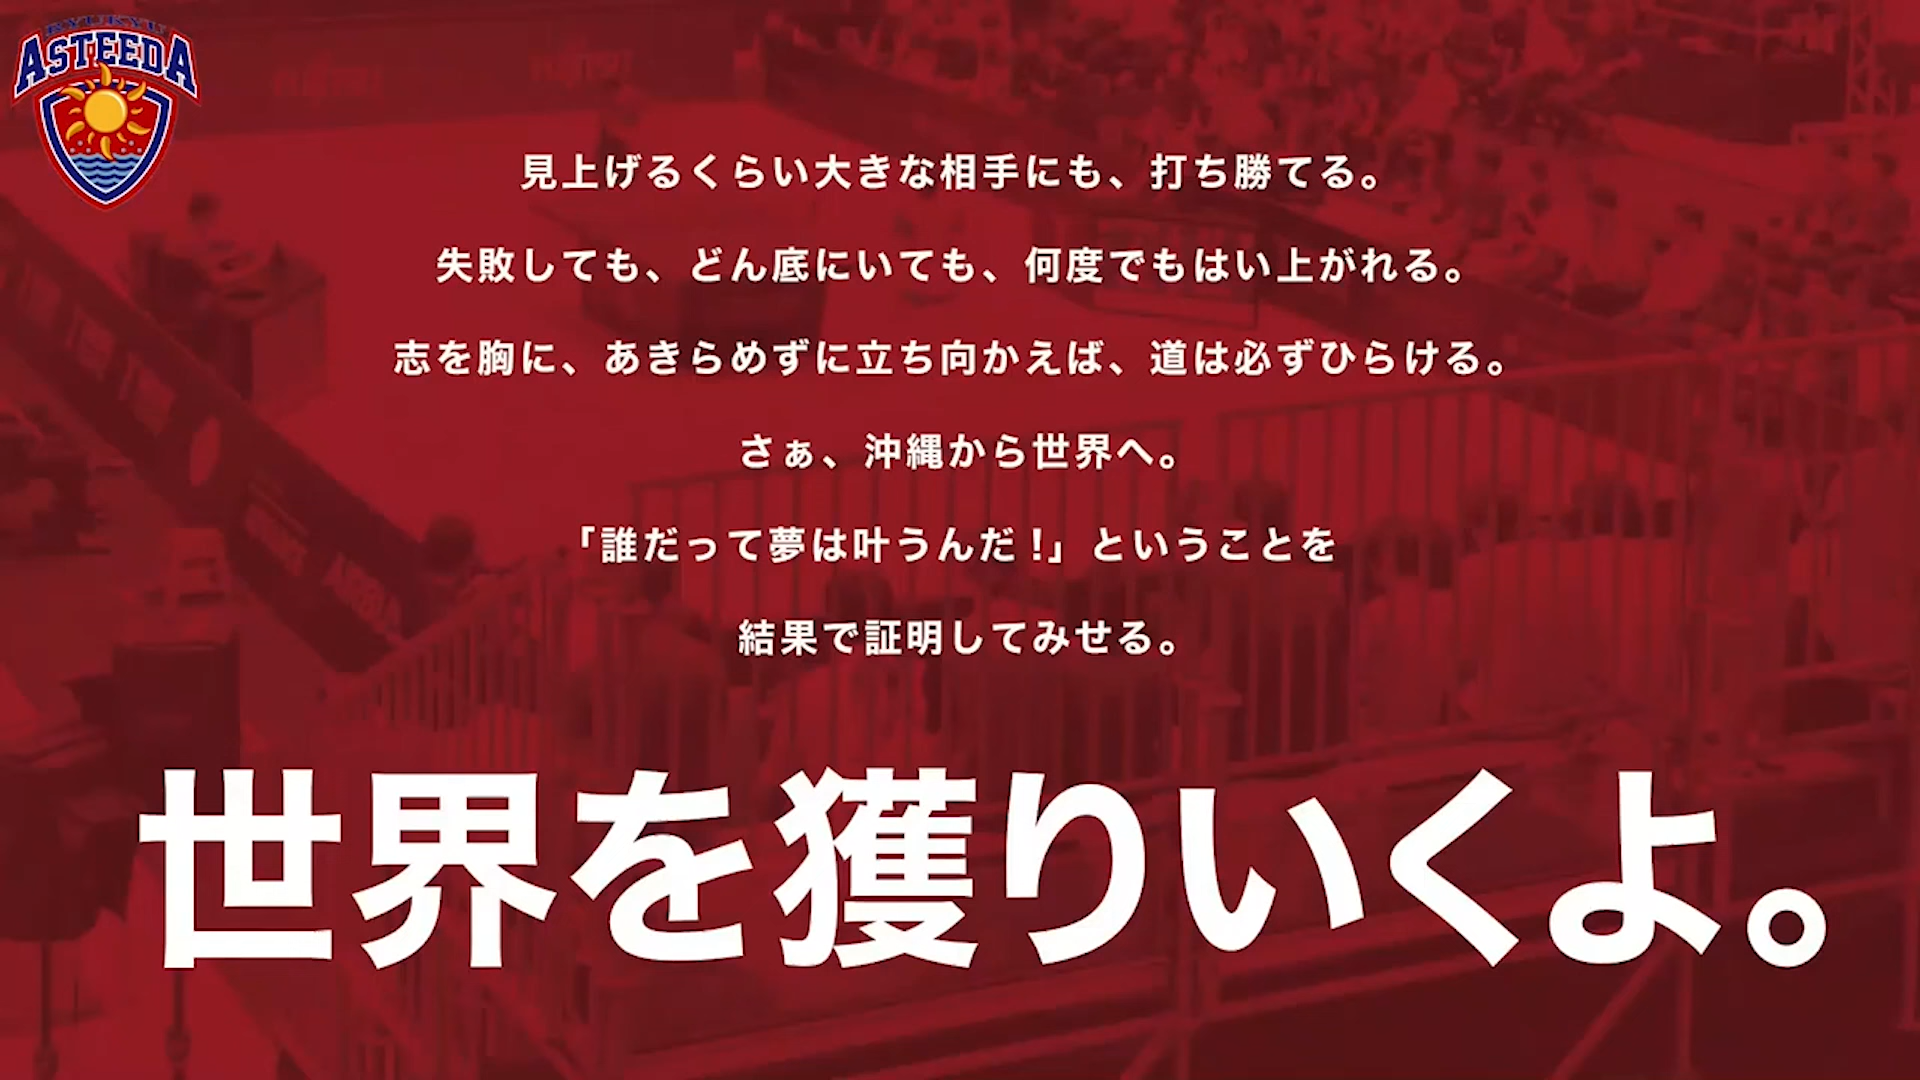 RYUKYU
ASTEEDA
見上げるくらい大きな相手にも、打ち勝てる。
失敗しても、どん底にいても、何度でもはい上がれる。
志を胸に、あきらめずに立ち向かえば、道は必ずひらける。
さぁ、沖縄から世界へ。
「誰だって夢は叶うんだ!」ということを
結果で証明してみせる。
世界を獲りいくよ。